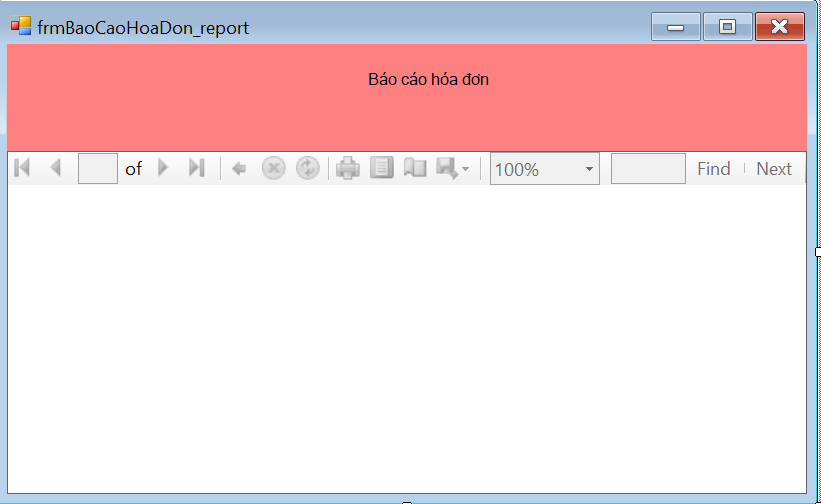 frmBaoCaoHoaDon_report
Báo cáo hóa đơn
of 100% Find Next